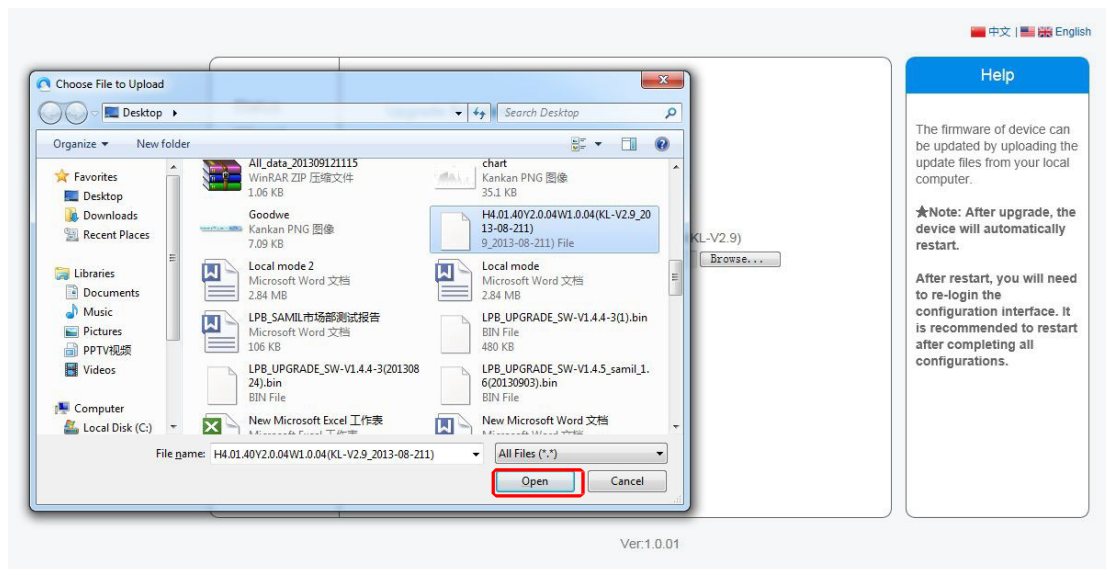 中文 | English
Choose File to Upload
Desktop
Search Desktop
Organize
New folder
Favorites
Desktop
Downloads
Recent Places
Libraries
Documents
Music
Pictures
PPTV视频
Videos
Computer
Local Disk (C:)
All_data_201309121115
WinRAR ZIP 压缩文件
1.06 KB
chart
Kankan PNG 图像
35.1 KB
Goodwe
Kankan PNG 图像
7.09 KB
H4.01.40Y2.0.04W1.0.04(KL-V2.9_20
13-08-211)
9_2013-08-211) File
Local mode 2
Microsoft Word 文档
2.84 MB
Local mode
Microsoft Word 文档
2.84 MB
LPB_SAMIL市场部测试报告
Microsoft Word 文档
106 KB
LPB_UPGRADE_SW-V1.4.4-3(1).bin
BIN File
480 KB
LPB_UPGRADE_SW-V1.4.4-3(201308
24).bin
BIN File
LPB_UPGRADE_SW-V1.4.5_samil_1.
6(20130903).bin
BIN File
New Microsoft Excel 工作表
Microsoft Excel 工作表
New Microsoft Word 文档
Microsoft Word 文档
File name:
H4.01.40Y2.0.04W1.0.04(KL-V2.9_2013-08-211)
All Files (*.*)
Open
Cancel
KL-V2.9)
Browse...
Help
The firmware of device can
be updated by uploading the
update files from your local
computer.
★Note: After upgrade, the
device will automatically
restart.
After restart, you will need
to re-login the
configuration interface. It
is recommended to restart
after completing all
configurations.
Ver:1.0.01